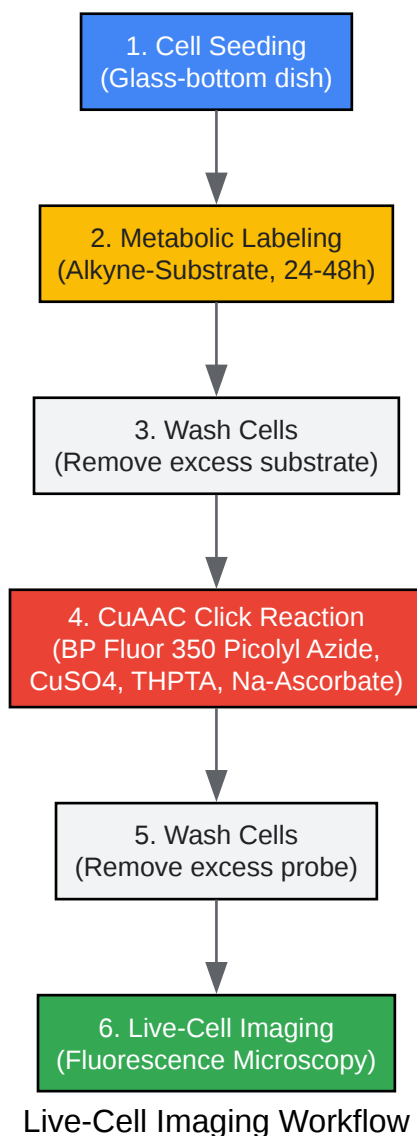 1. Cell Seeding
(Glass-bottom dish)
2. Metabolic Labeling
(Alkyne-Substrate, 24-48h)
3. Wash Cells
(Remove excess substrate)
4. CuAAC Click Reaction
(BP Fluor 350 Picolyl Azide,
CuSO4, THPTA, Na-Ascorbate)
5. Wash Cells
(Remove excess probe)
6. Live-Cell Imaging
(Fluorescence Microscopy)
Live-Cell Imaging Workflow